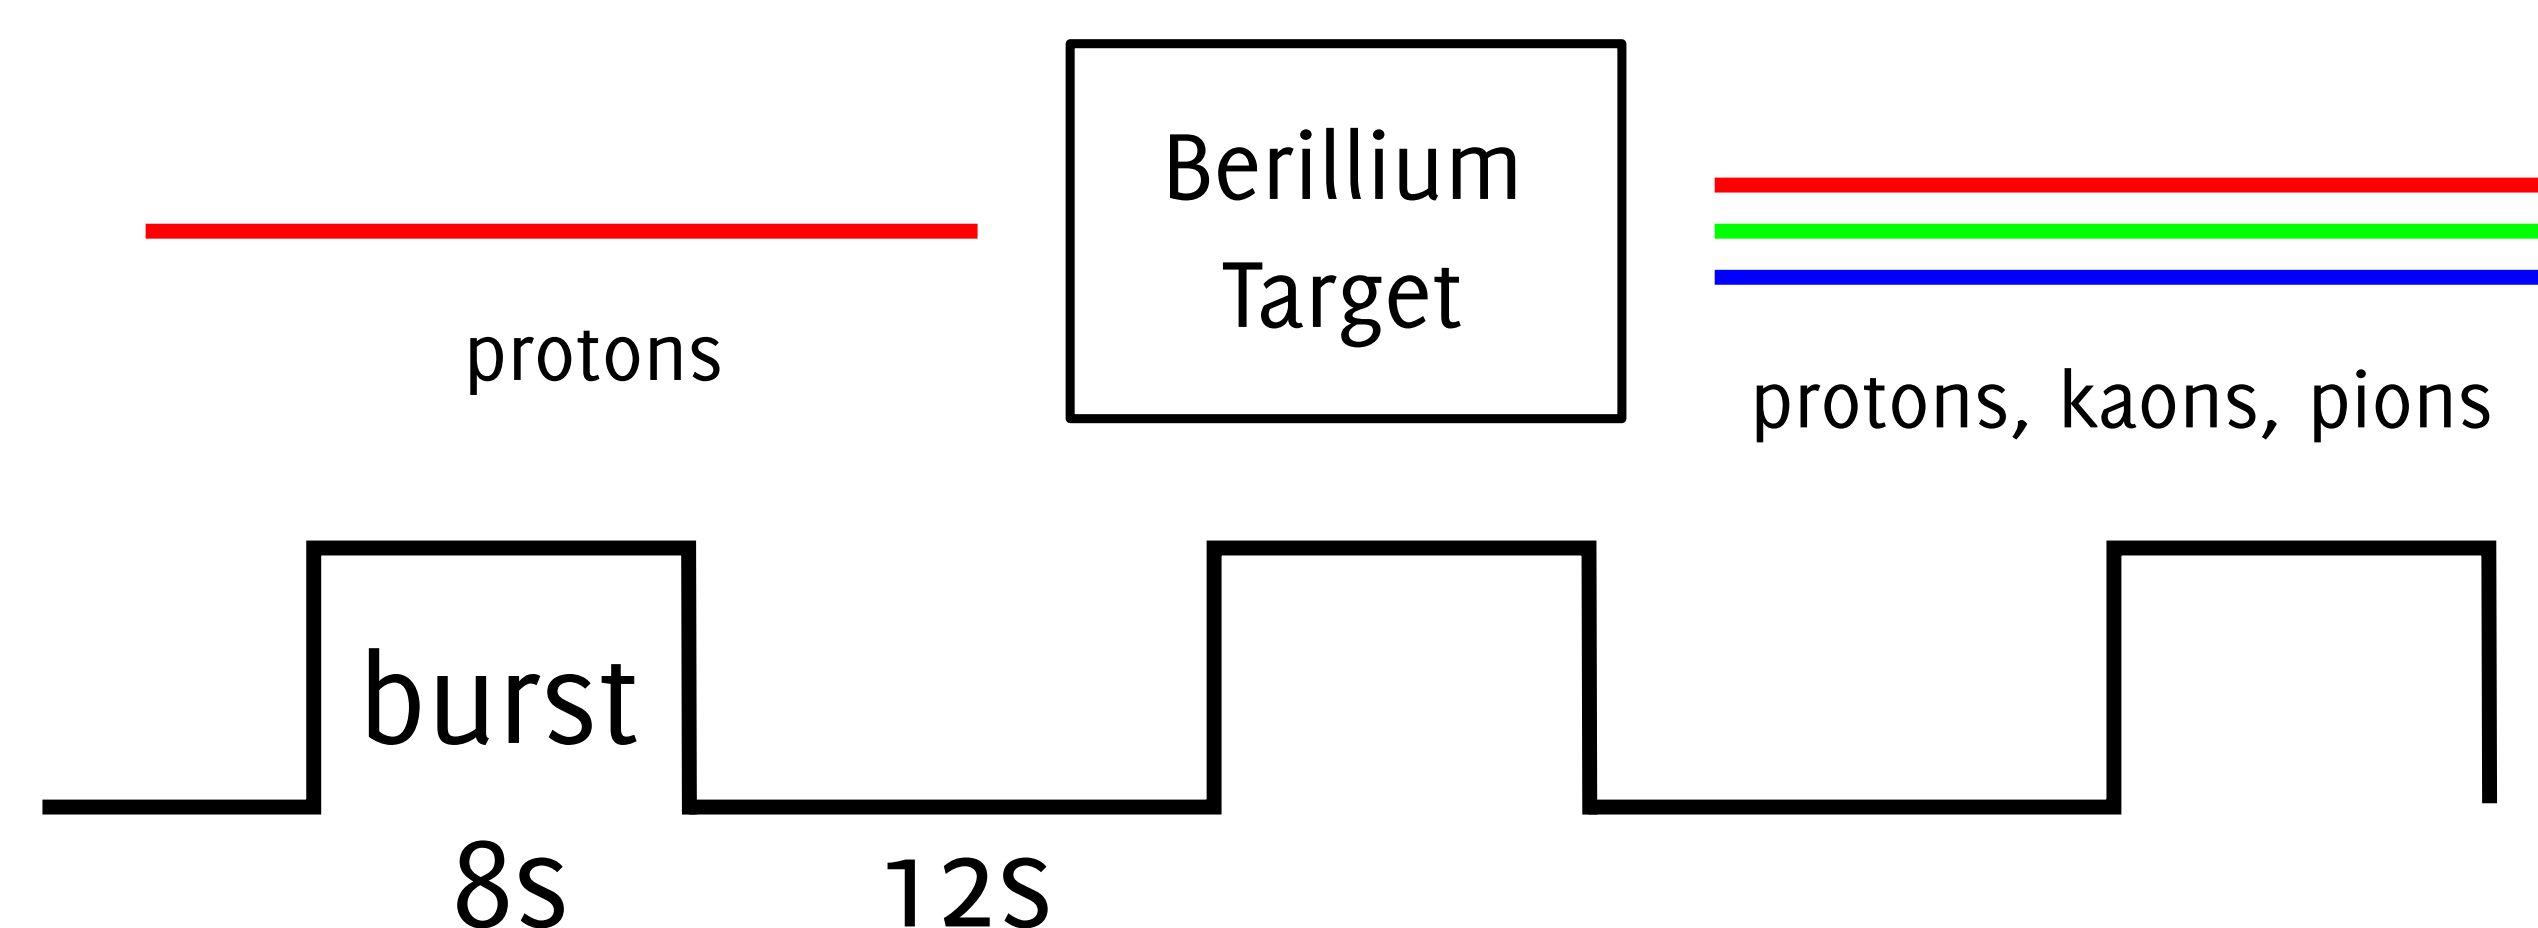 Berillium
Target
protons
protons, kaons, pions
burst
8s
12s